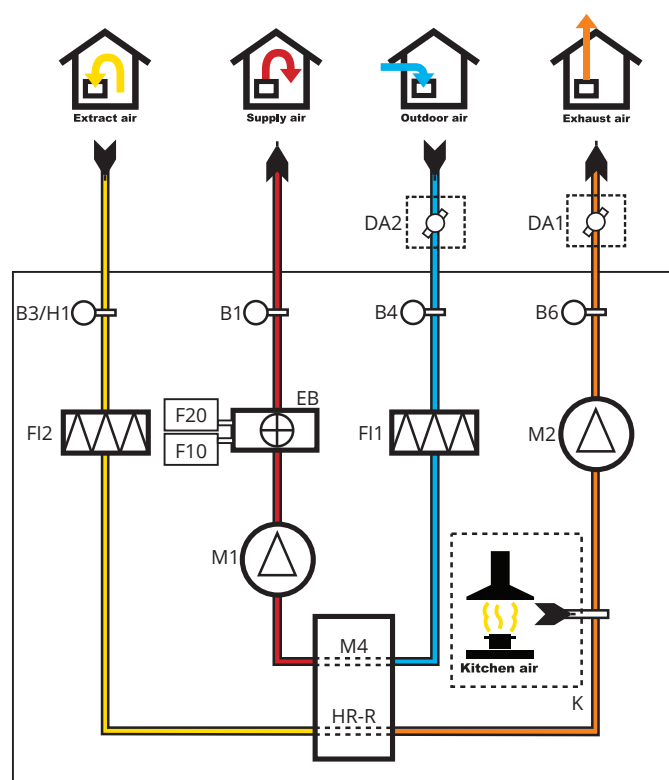 Extract air
Supply air
Outdoor air
Exhaust air
DA2
DA1
B3/H1
B1
B4
B6
EB
F20
F10
FI2
FI1
M2
M1
M4
Kitchen air
K
HR-R